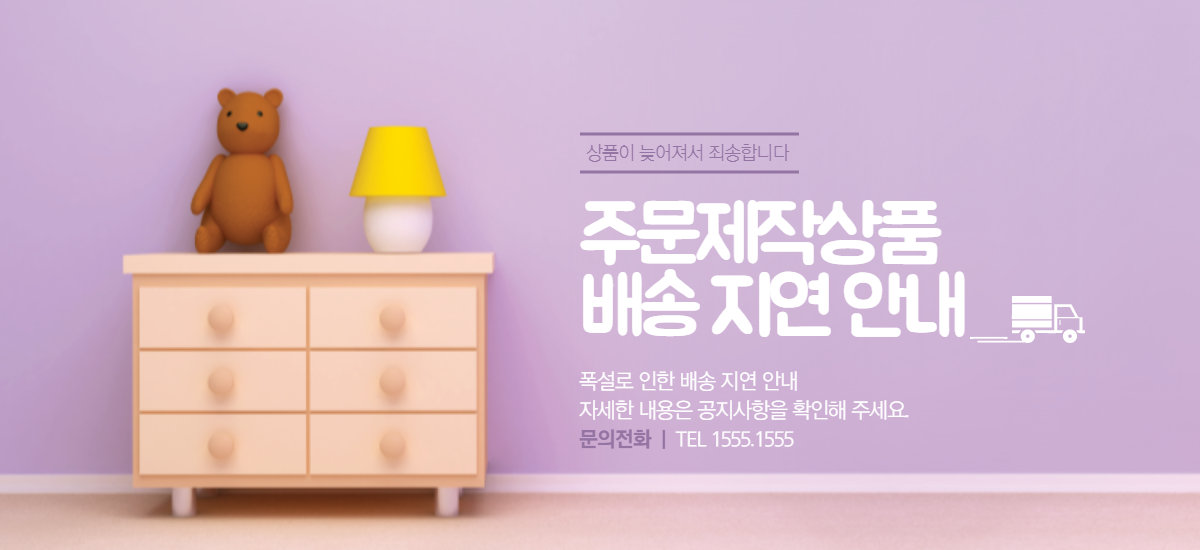 상품이 늦어져서 죄송합니다
주문제작상품
배송 지연 안내
폭설로 인한 배송 지연 안내
자세한 내용은 공지사항을 확인해 주세요.
문의전화 | TEL 1555.1555